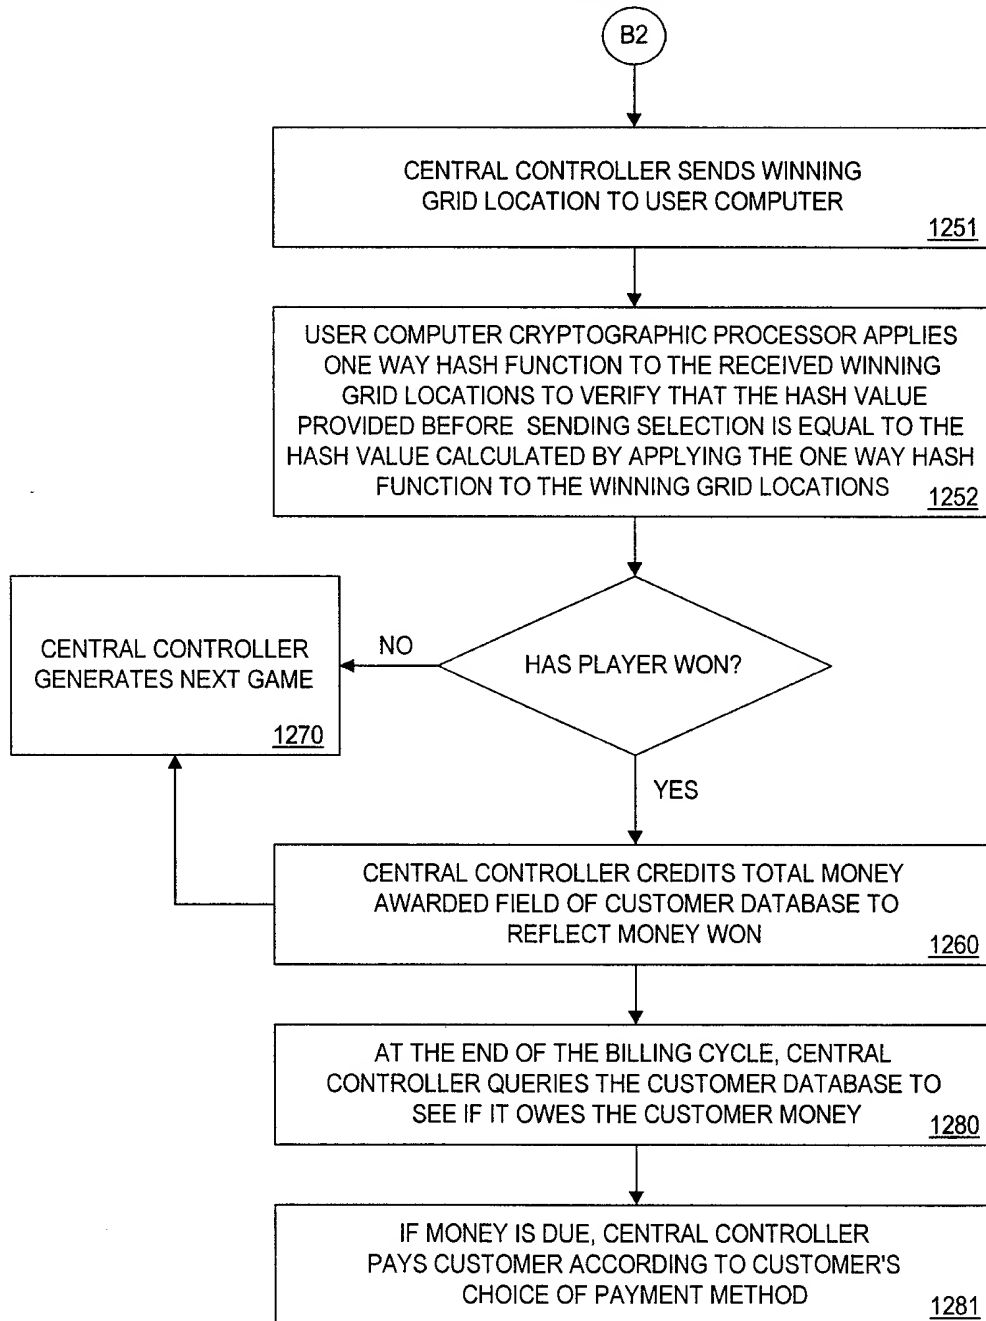 B2
CENTRAL CONTROLLER SENDS WINNING
GRID LOCATION TO USER COMPUTER
1251
USER COMPUTER CRYPTOGRAPHIC PROCESSOR APPLIES
ONE WAY HASH FUNCTION TO THE RECEIVED WINNING
GRID LOCATIONS TO VERIFY THAT THE HASH VALUE
PROVIDED BEFORE SENDING SELECTION IS EQUAL TO THE
HASH VALUE CALCULATED BY APPLYING THE ONE WAY HASH
FUNCTION TO THE WINNING GRID LOCATIONS
1252
HAS PLAYER WON?
NO
CENTRAL CONTROLLER
GENERATES NEXT GAME
1270
YES
CENTRAL CONTROLLER CREDITS TOTAL MONEY
AWARDED FIELD OF CUSTOMER DATABASE TO
REFLECT MONEY WON
1260
AT THE END OF THE BILLING CYCLE, CENTRAL
CONTROLLER QUERIES THE CUSTOMER DATABASE TO
SEE IF IT OWES THE CUSTOMER MONEY
1280
IF MONEY IS DUE, CENTRAL CONTROLLER
PAYS CUSTOMER ACCORDING TO CUSTOMER'S
CHOICE OF PAYMENT METHOD
1281